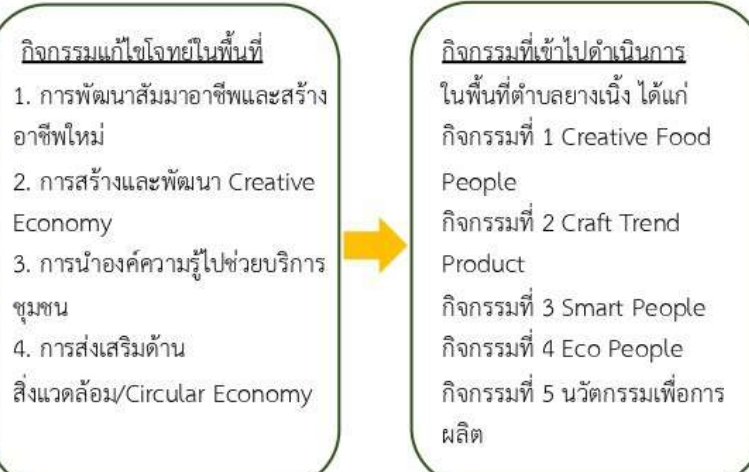 กิจกรรมแก้ไขโจทย์ในพื้นที่
1. การพัฒนาสัมมาอาชีพและสร้าง
อาชีพใหม่
2. การสร้างและพัฒนา Creative
Economy
3. การนำองค์ความรู้ไปช่วยบริการ
ชุมชน
4. การส่งเสริมด้าน
สิ่งแวดล้อม/Circular Economy
กิจกรรมที่เข้าไปดำเนินการ
ในพื้นที่ตำบลยางเนิ้ง ได้แก่
กิจกรรมที่ 1 Creative Food
People
กิจกรรมที่ 2 Craft Trend
Product
กิจกรรมที่ 3 Smart People
กิจกรรมที่ 4 Eco People
กิจกรรมที่ 5 นวัตกรรมเพื่อการ
ผลิต